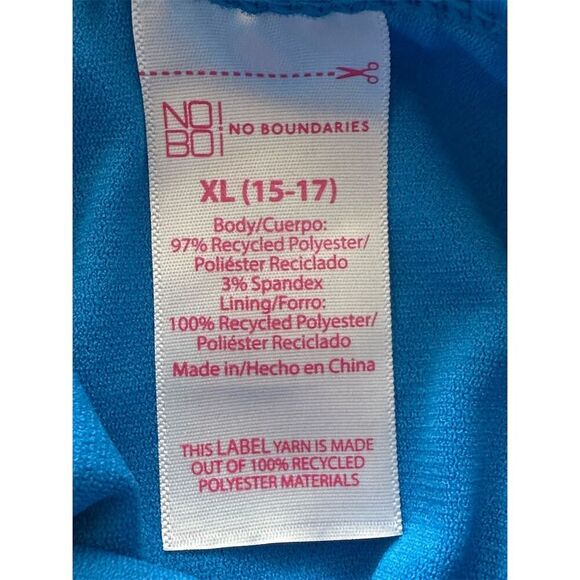 NO!
BO!
NO BOUNDARIES
XL (15-17)
Body/Cuerpo:
97% Recycled Polyester/
Poliéster Reciclado
3% Spandex
Lining/Forro:
100% Recycled Polyester/
Poliéster Reciclado
Made in/Hecho en China
THIS LABEL YARN IS MADE
OUT OF 100% RECYCLED
POLYESTER MATERIALS